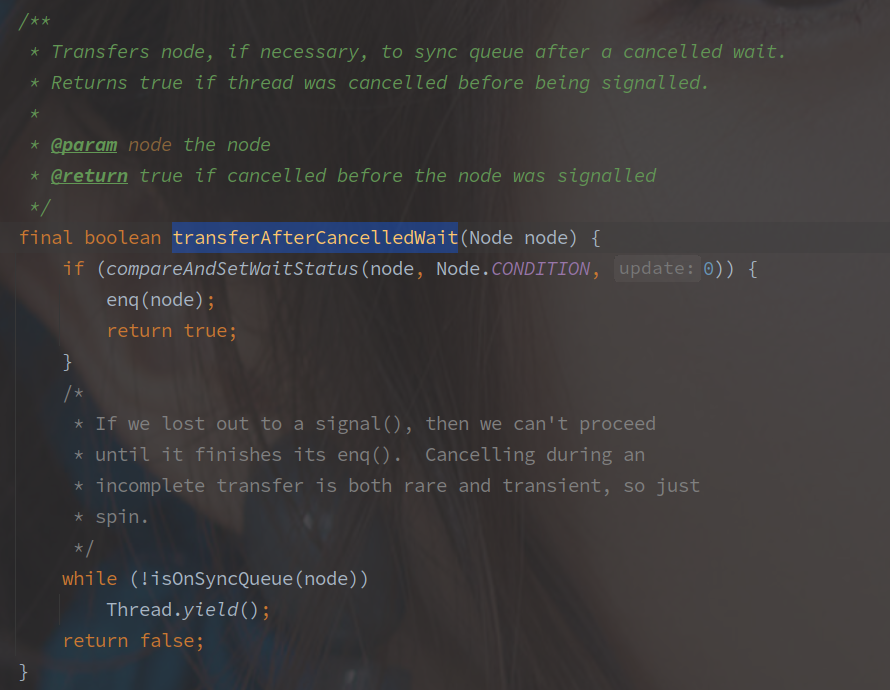 /**
 * Transfers node, if necessary, to sync queue after a cancelled wait.
 * Returns true if thread was cancelled before being signalled.
 *
 * @param node the node
 * @return true if cancelled before the node was signalled
 */
final boolean transferAfterCancelledWait(Node node) {
    if (compareAndSetWaitStatus(node, Node.CONDITION, update: 0)) {
        enq(node);
        return true;
    }
    /*
     * If we lost out to a signal(), then we can't proceed
     * until it finishes its enq().  Cancelling during an
     * incomplete transfer is both rare and transient, so just
     * spin.
     */
    while (!isOnSyncQueue(node))
        Thread.yield();
    return false;
}